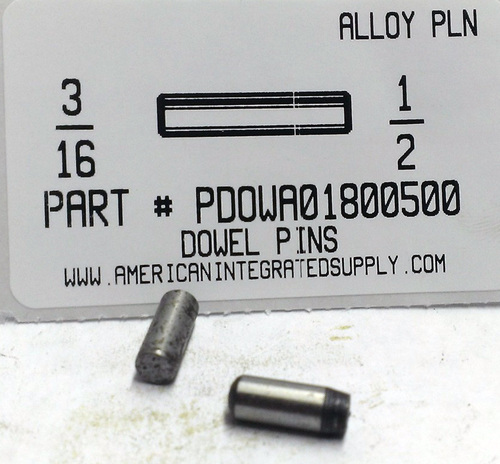 ALLOY PLN
3/16 1/2
PART # PDOWA01800500
DOWEL PINS
WWW.AMERICANINTEGRATEDSUPPLY.COM